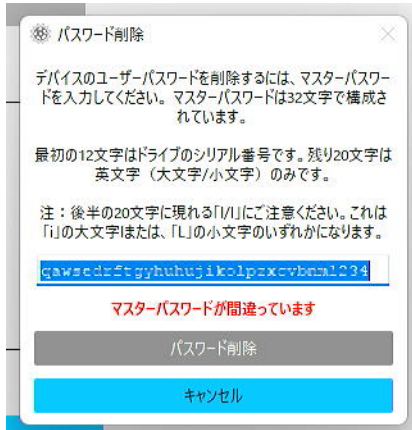 パスワード削除
デバイスのユーザーパスワードを削除するには、マスターパスワー
ドを入力してください。マスターパスワードは32文字で構成さ
れています。
最初の12文字はドライブのシリアル番号です。残り20文字は
英文字（大文字/小文字）のみです。
注：後半の20文字に現れる「I/l」にご注意ください。これは
「i」の大文字Iまたは、「L」の小文字のいずれかになります。
qawsedrftgyhuhujikolpzxcvbnm1234
マスターパスワードが間違っています
パスワード削除
キャンセル